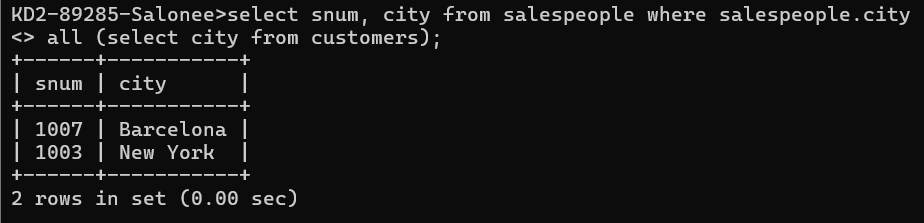 KD2-89285-Salonee>select snum, city from salespeople where salespeople.city
<> all (select city from customers);
+------+-----------+
| snum | city      |
+------+-----------+
| 1007 | Barcelona |
| 1003 | New York  |
+------+-----------+
2 rows in set (0.00 sec)